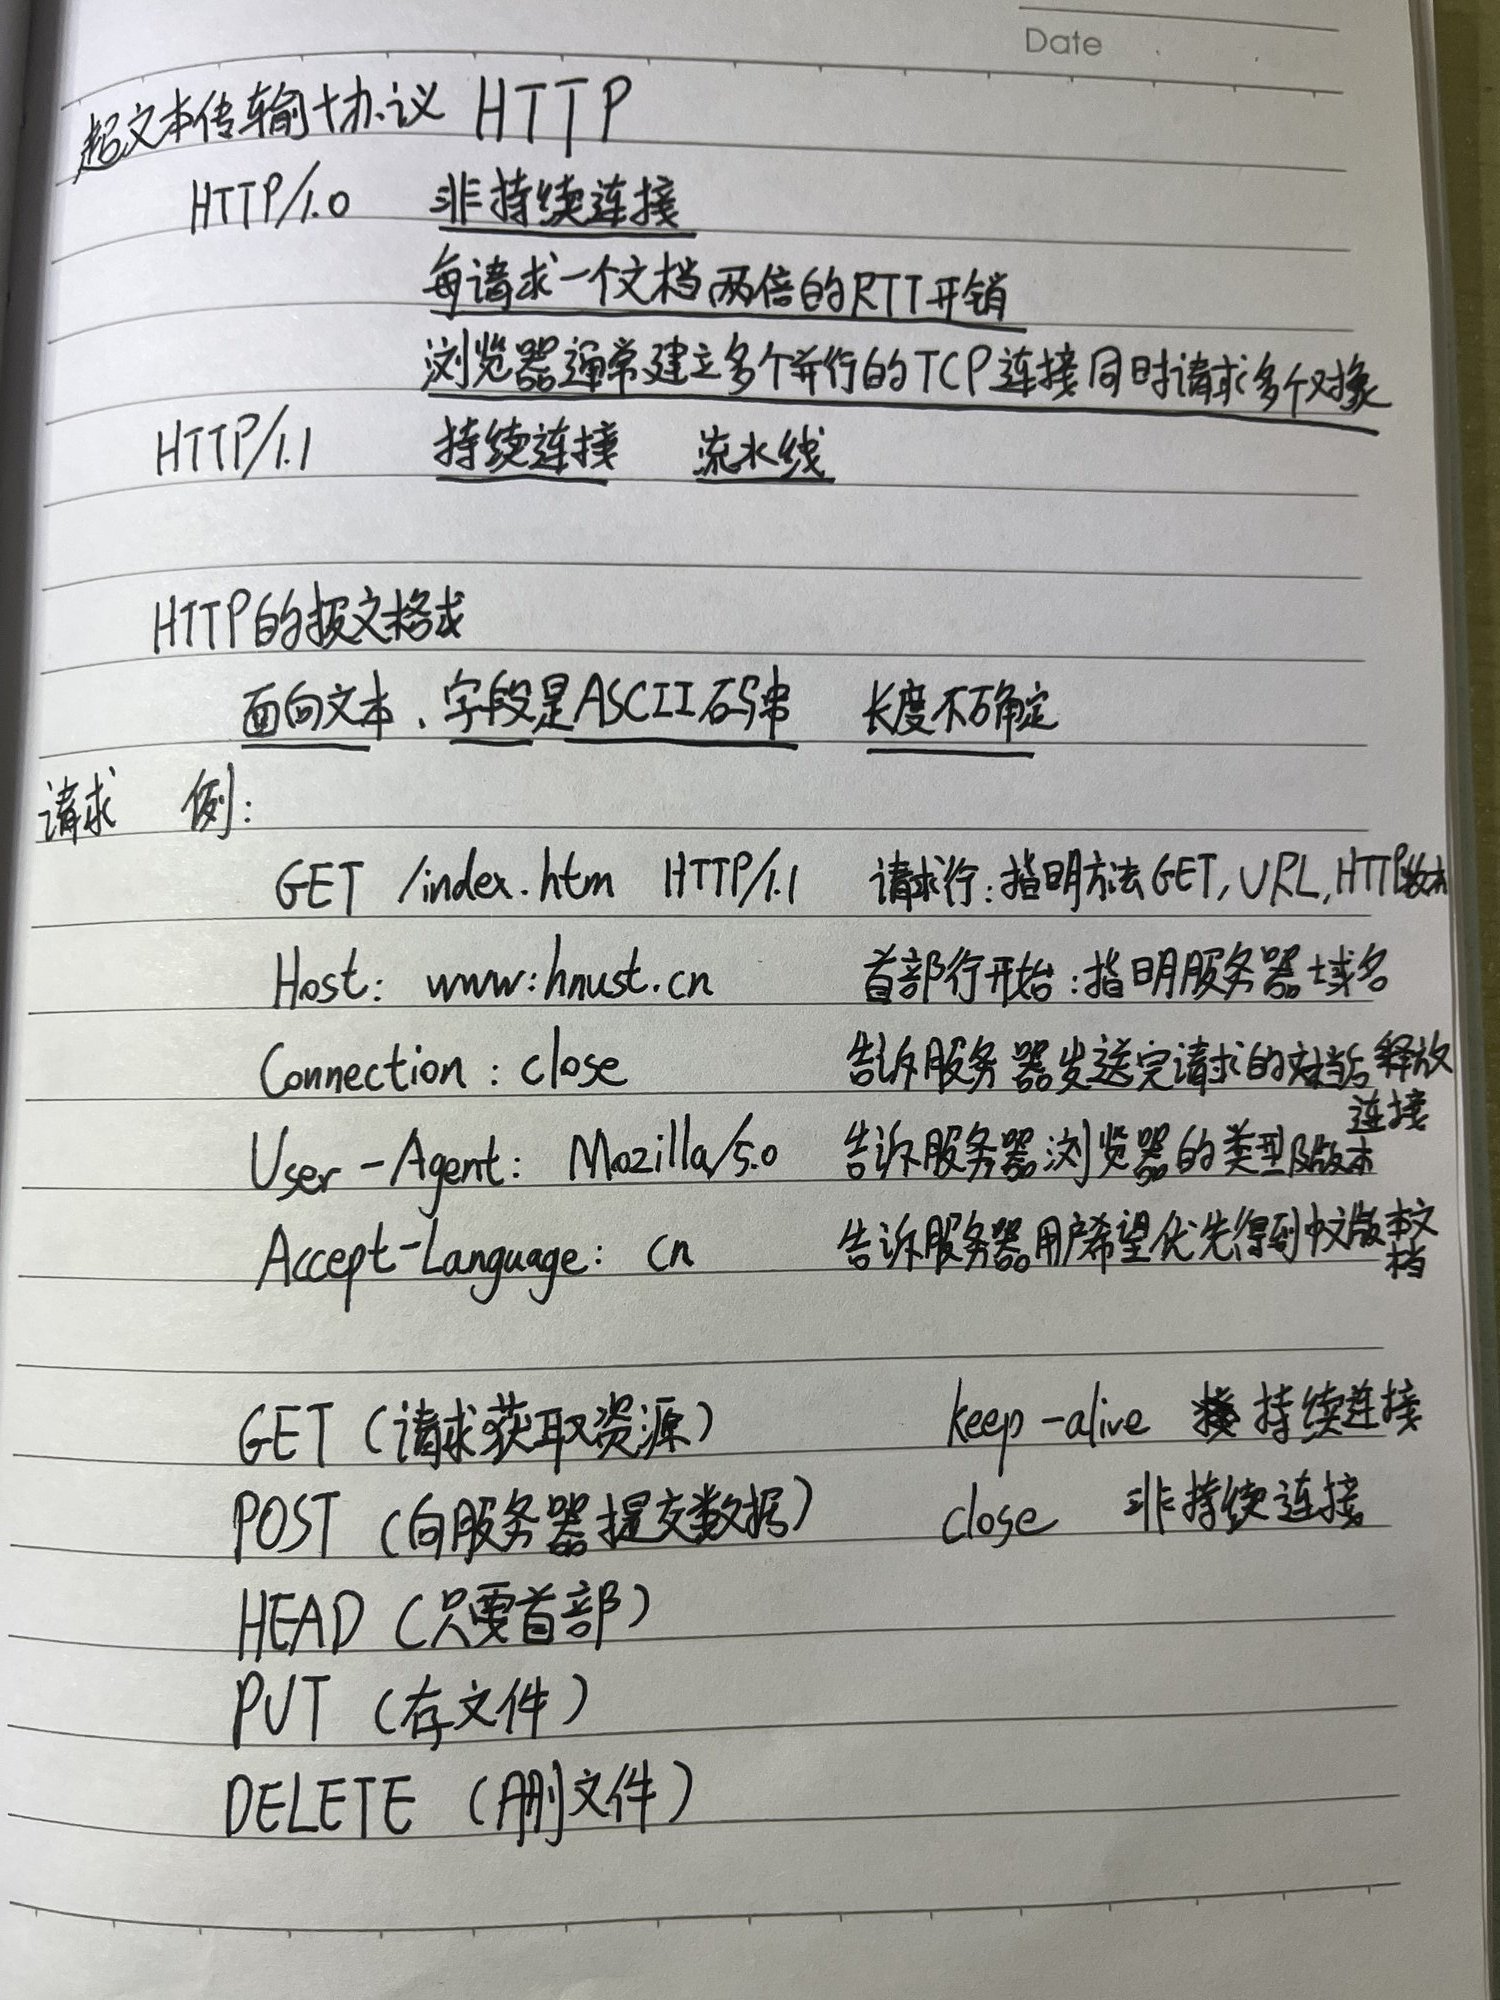 Date
超文本传输协议 HTTP
HTTP/1.0 非持续连接
每请求一个文档两倍的RTT开销
浏览器通常建立多个并行的TCP连接同时请求多个对象
HTTP/1.1 持续连接 流水线
HTTP的报文格式
面向文本、字段是ASCII码串 长度不确定
请求 例:
GET /index.htm HTTP/1.1 请求行:指明方法GET, URL, HTTP版本
Host: www:hnust.cn 首部行开始:指明服务器域名
Connection: close 告诉服务器发送完请求的文档后释放
连接
User-Agent: Mozilla/5.0 告诉服务器浏览器的类型及版本
Accept-Language: cn 告诉服务器用户希望优先得到中文版本文
档
GET (请求获取资源) keep-alive 持续连接
POST (向服务器提交数据) close 非持续连接
HEAD (只要首部)
PUT (存文件)
DELETE (删文件)